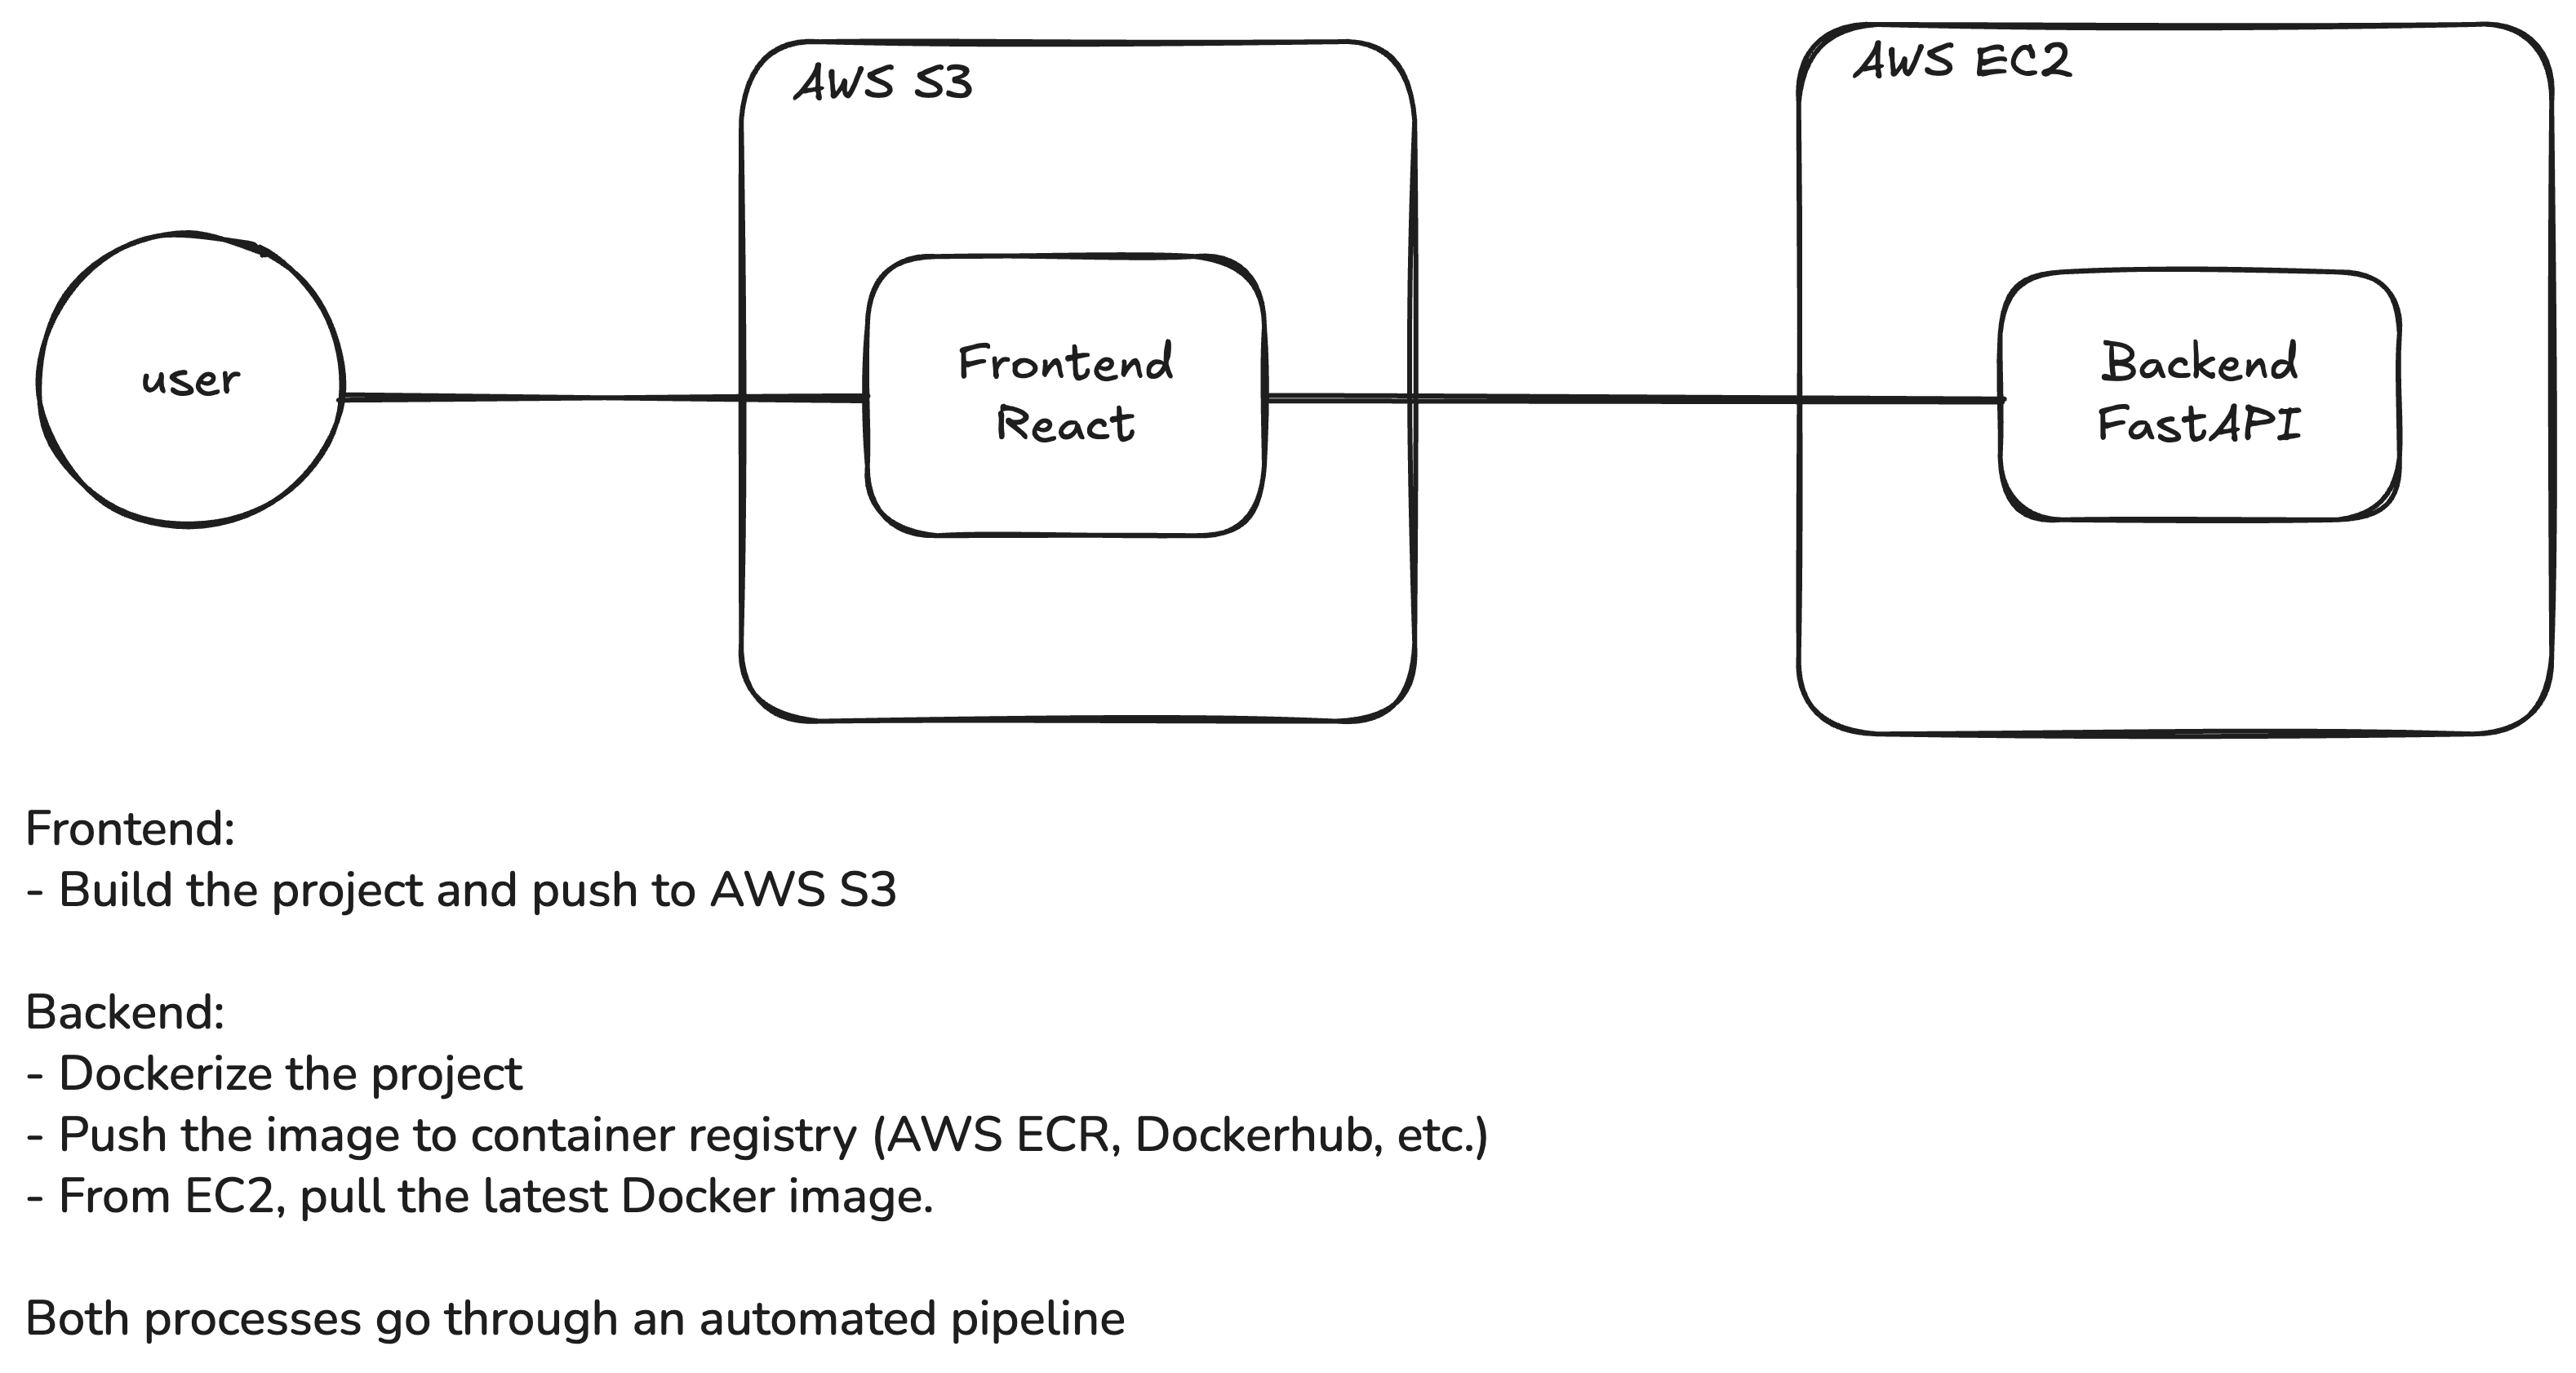 AWS S3
AWS EC2
user
Frontend
React
Backend
FastAPI
Frontend:
- Build the project and push to AWS S3
Backend:
- Dockerize the project
- Push the image to container registry (AWS ECR, Dockerhub, etc.)
- From EC2, pull the latest Docker image.
Both processes go through an automated pipeline